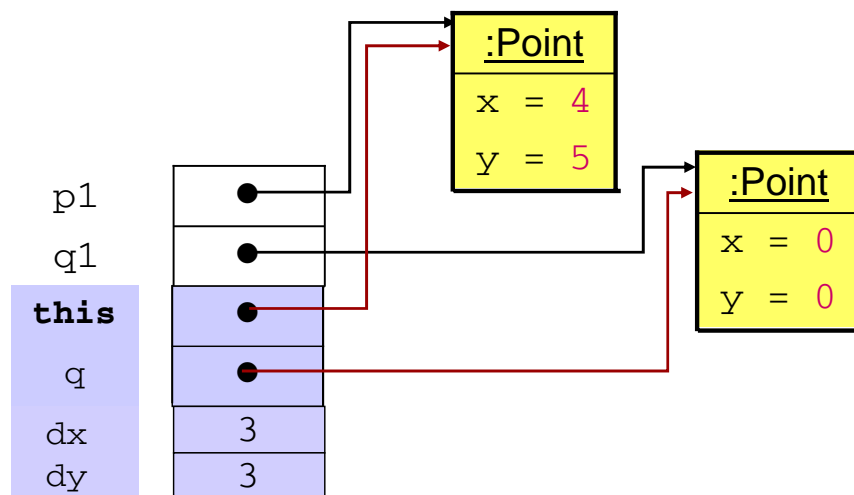 :Point
x = 4
y = 5
:Point
x = 0
y = 0
p1
q1
this
q
dx 3
dy 3